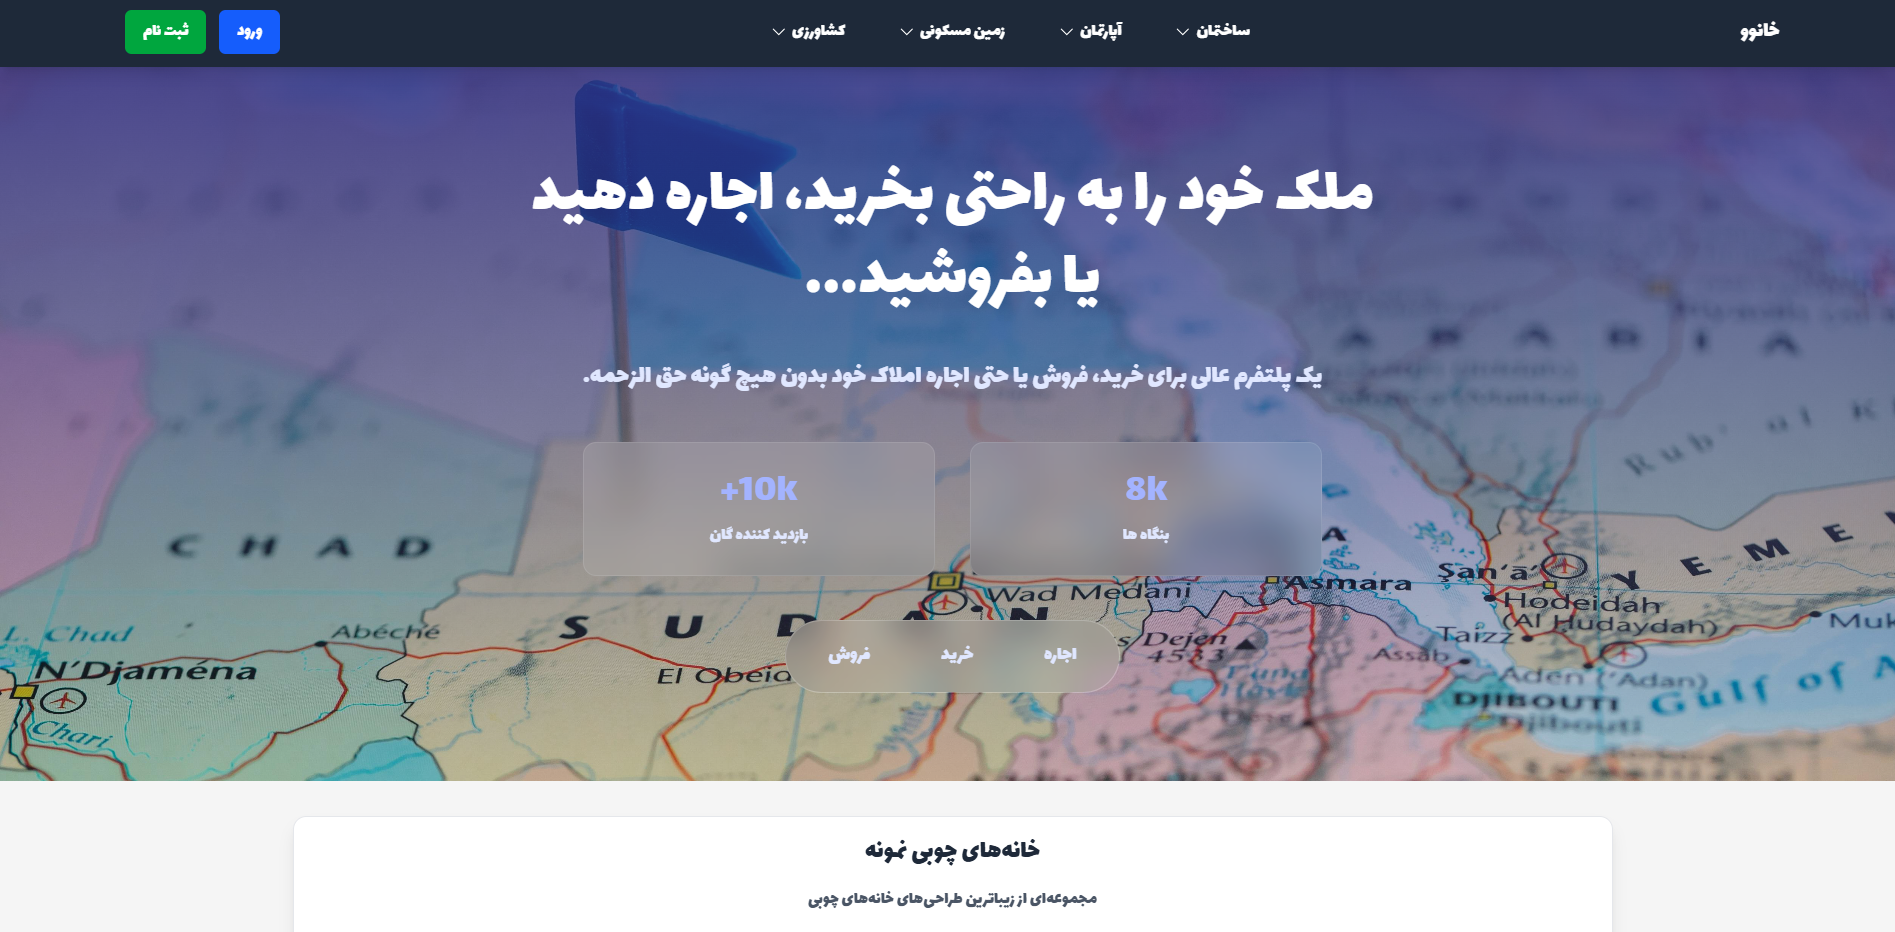 خانوو
ساختمان
آپارتمان
زمین مسکونی
کشاورزی
ورود
ثبت نام
ملک خود را به راحتی بخرید، اجاره دهید
یا بفروشید...
یک پلتفرم عالی برای خرید، فروش یا حتی اجاره املاک خود بدون هیچ گونه حق الزحمه.
8k
بنگاه ها
+10k
بازدید کننده گان
اجاره
خرید
فروش
ARABIA
Rub' al K
CHAD
SUDAN
YEME
Ṣan‘ā’
Asmara
Wad Medani
Hodeidah
(Al Hudaydah)
Muk
Taizz
L. Chad
Abéché
s Dejen
4533
Assab
N'Djaména
El Obeid
Aden ('Adan)
DJIBOUTI
Djibouti
Gulf of A
Chari
خانه‌های چوبی نمونه
مجموعه‌ای از زیباترین طراحی‌های خانه‌های چوبی